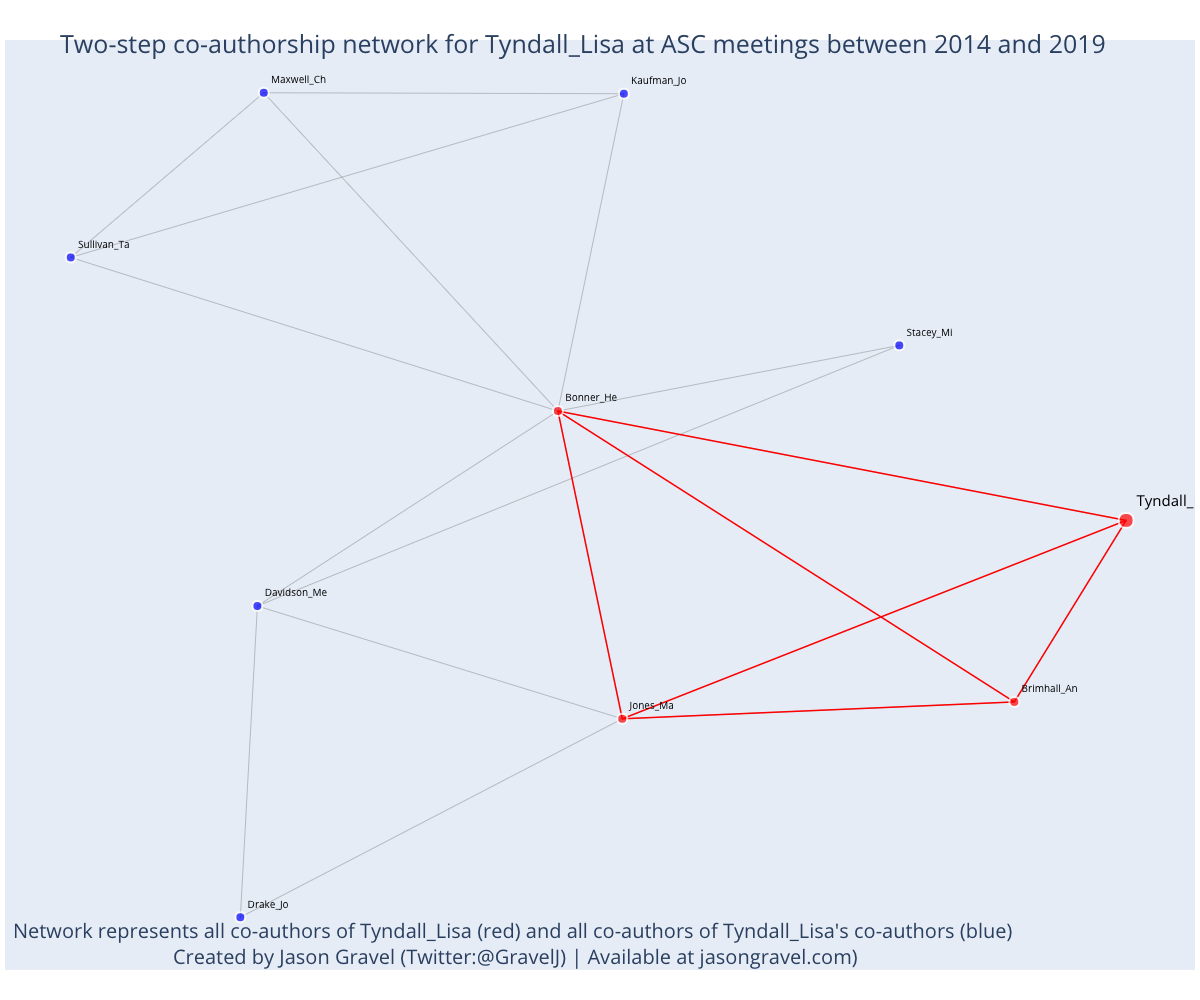 Two-step co-authorship network for Tyndall_Lisa at ASC meetings between 2014 and 2019
Maxwell_Ch
Kaufman_Jo
Sullivan_Ta
Stacey_Mi
Bonner_He
Tyndall_
Davidson_Me
Brimhall_An
Jones_Ma
Drake_Jo
Network represents all co-authors of Tyndall_Lisa (red) and all co-authors of Tyndall_Lisa's co-authors (blue)
Created by Jason Gravel (Twitter:@GravelJ) | Available at jasongravel.com)